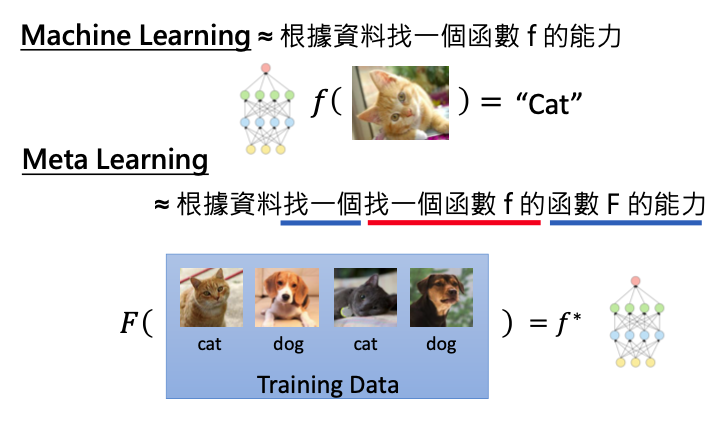 Machine Learning ≈ 根據資料找一個函數 f 的能力
f( ) = “Cat”
Meta Learning
≈ 根據資料找一個找一個函數 f 的函數 F 的能力
F( ) = f*
cat dog cat dog
Training Data